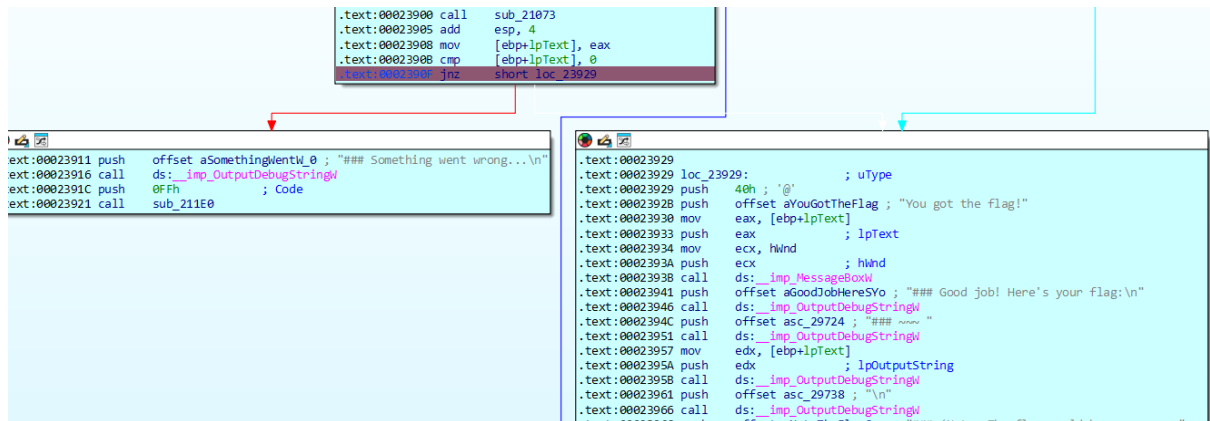 .text:00023900 call sub_21073
.text:00023905 add esp, 4
.text:00023908 mov [ebp+lpText], eax
.text:0002390B cmp [ebp+lpText], 0
.text:0002390F jnz short loc_23929
text:00023911 push offset aSomethingWentW_0 ; "### Something went wrong...\n"
text:00023916 call ds:__imp_OutputDebugStringW
text:0002391C push 0FFh ; Code
text:00023921 call sub_211E0
.text:00023929
.text:00023929 loc_23929: ; uType
.text:00023929 push 40h ; '@'
.text:0002392B push offset aYouGotTheFlag ; "You got the flag!"
.text:00023930 mov eax, [ebp+lpText]
.text:00023933 push eax ; lpText
.text:00023934 mov ecx, hWnd
.text:0002393A push ecx ; hWnd
.text:0002393B call ds:__imp_MessageBoxW
.text:00023941 push offset aGoodJobHereSYo ; "### Good job! Here's your flag:\n"
.text:00023946 call ds:__imp_OutputDebugStringW
.text:0002394C push offset asc_29724 ; "### ~~~ "
.text:00023951 call ds:__imp_OutputDebugStringW
.text:00023957 mov edx, [ebp+lpText]
.text:0002395A push edx ; lpOutputString
.text:0002395B call ds:__imp_OutputDebugStringW
.text:00023961 push offset asc_29738 ; "\n"
.text:00023966 call ds:__imp_OutputDebugStringW